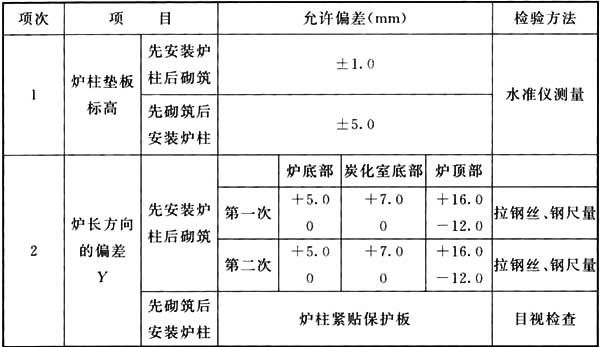 项次 项 目 允许偏差(mm) 检验方法
1 炉柱垫板标高 先安装炉柱后砌筑 ±1.0 水准仪测量
先砌筑后安装炉柱 ±5.0
2 炉长方向的偏差Y 先安装炉柱后砌筑 炉底部 炭化室底部 炉顶部
第一次 +5.0 +7.0 +16.0 拉钢丝、钢尺量
0 0 -12.0
第二次 +5.0 +7.0 +16.0 拉钢丝、钢尺量
0 0 -12.0
先砌筑后安装炉柱 炉柱紧贴保护板 目视检查